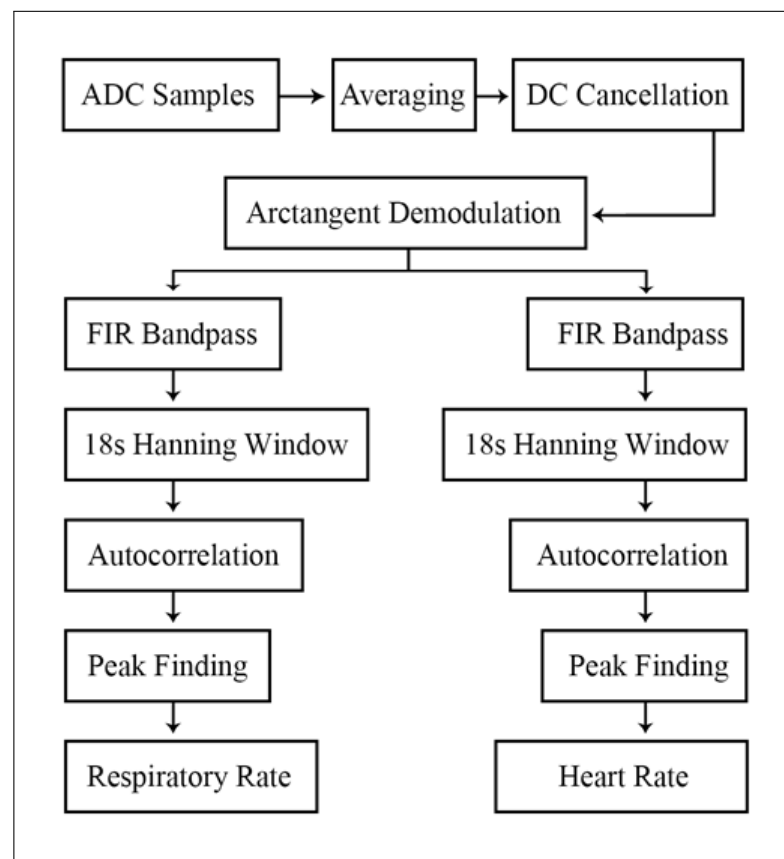 ADC Samples
Averaging
DC Cancellation
Arctangent Demodulation
FIR Bandpass
18s Hanning Window
Autocorrelation
Peak Finding
Respiratory Rate
FIR Bandpass
18s Hanning Window
Autocorrelation
Peak Finding
Heart Rate